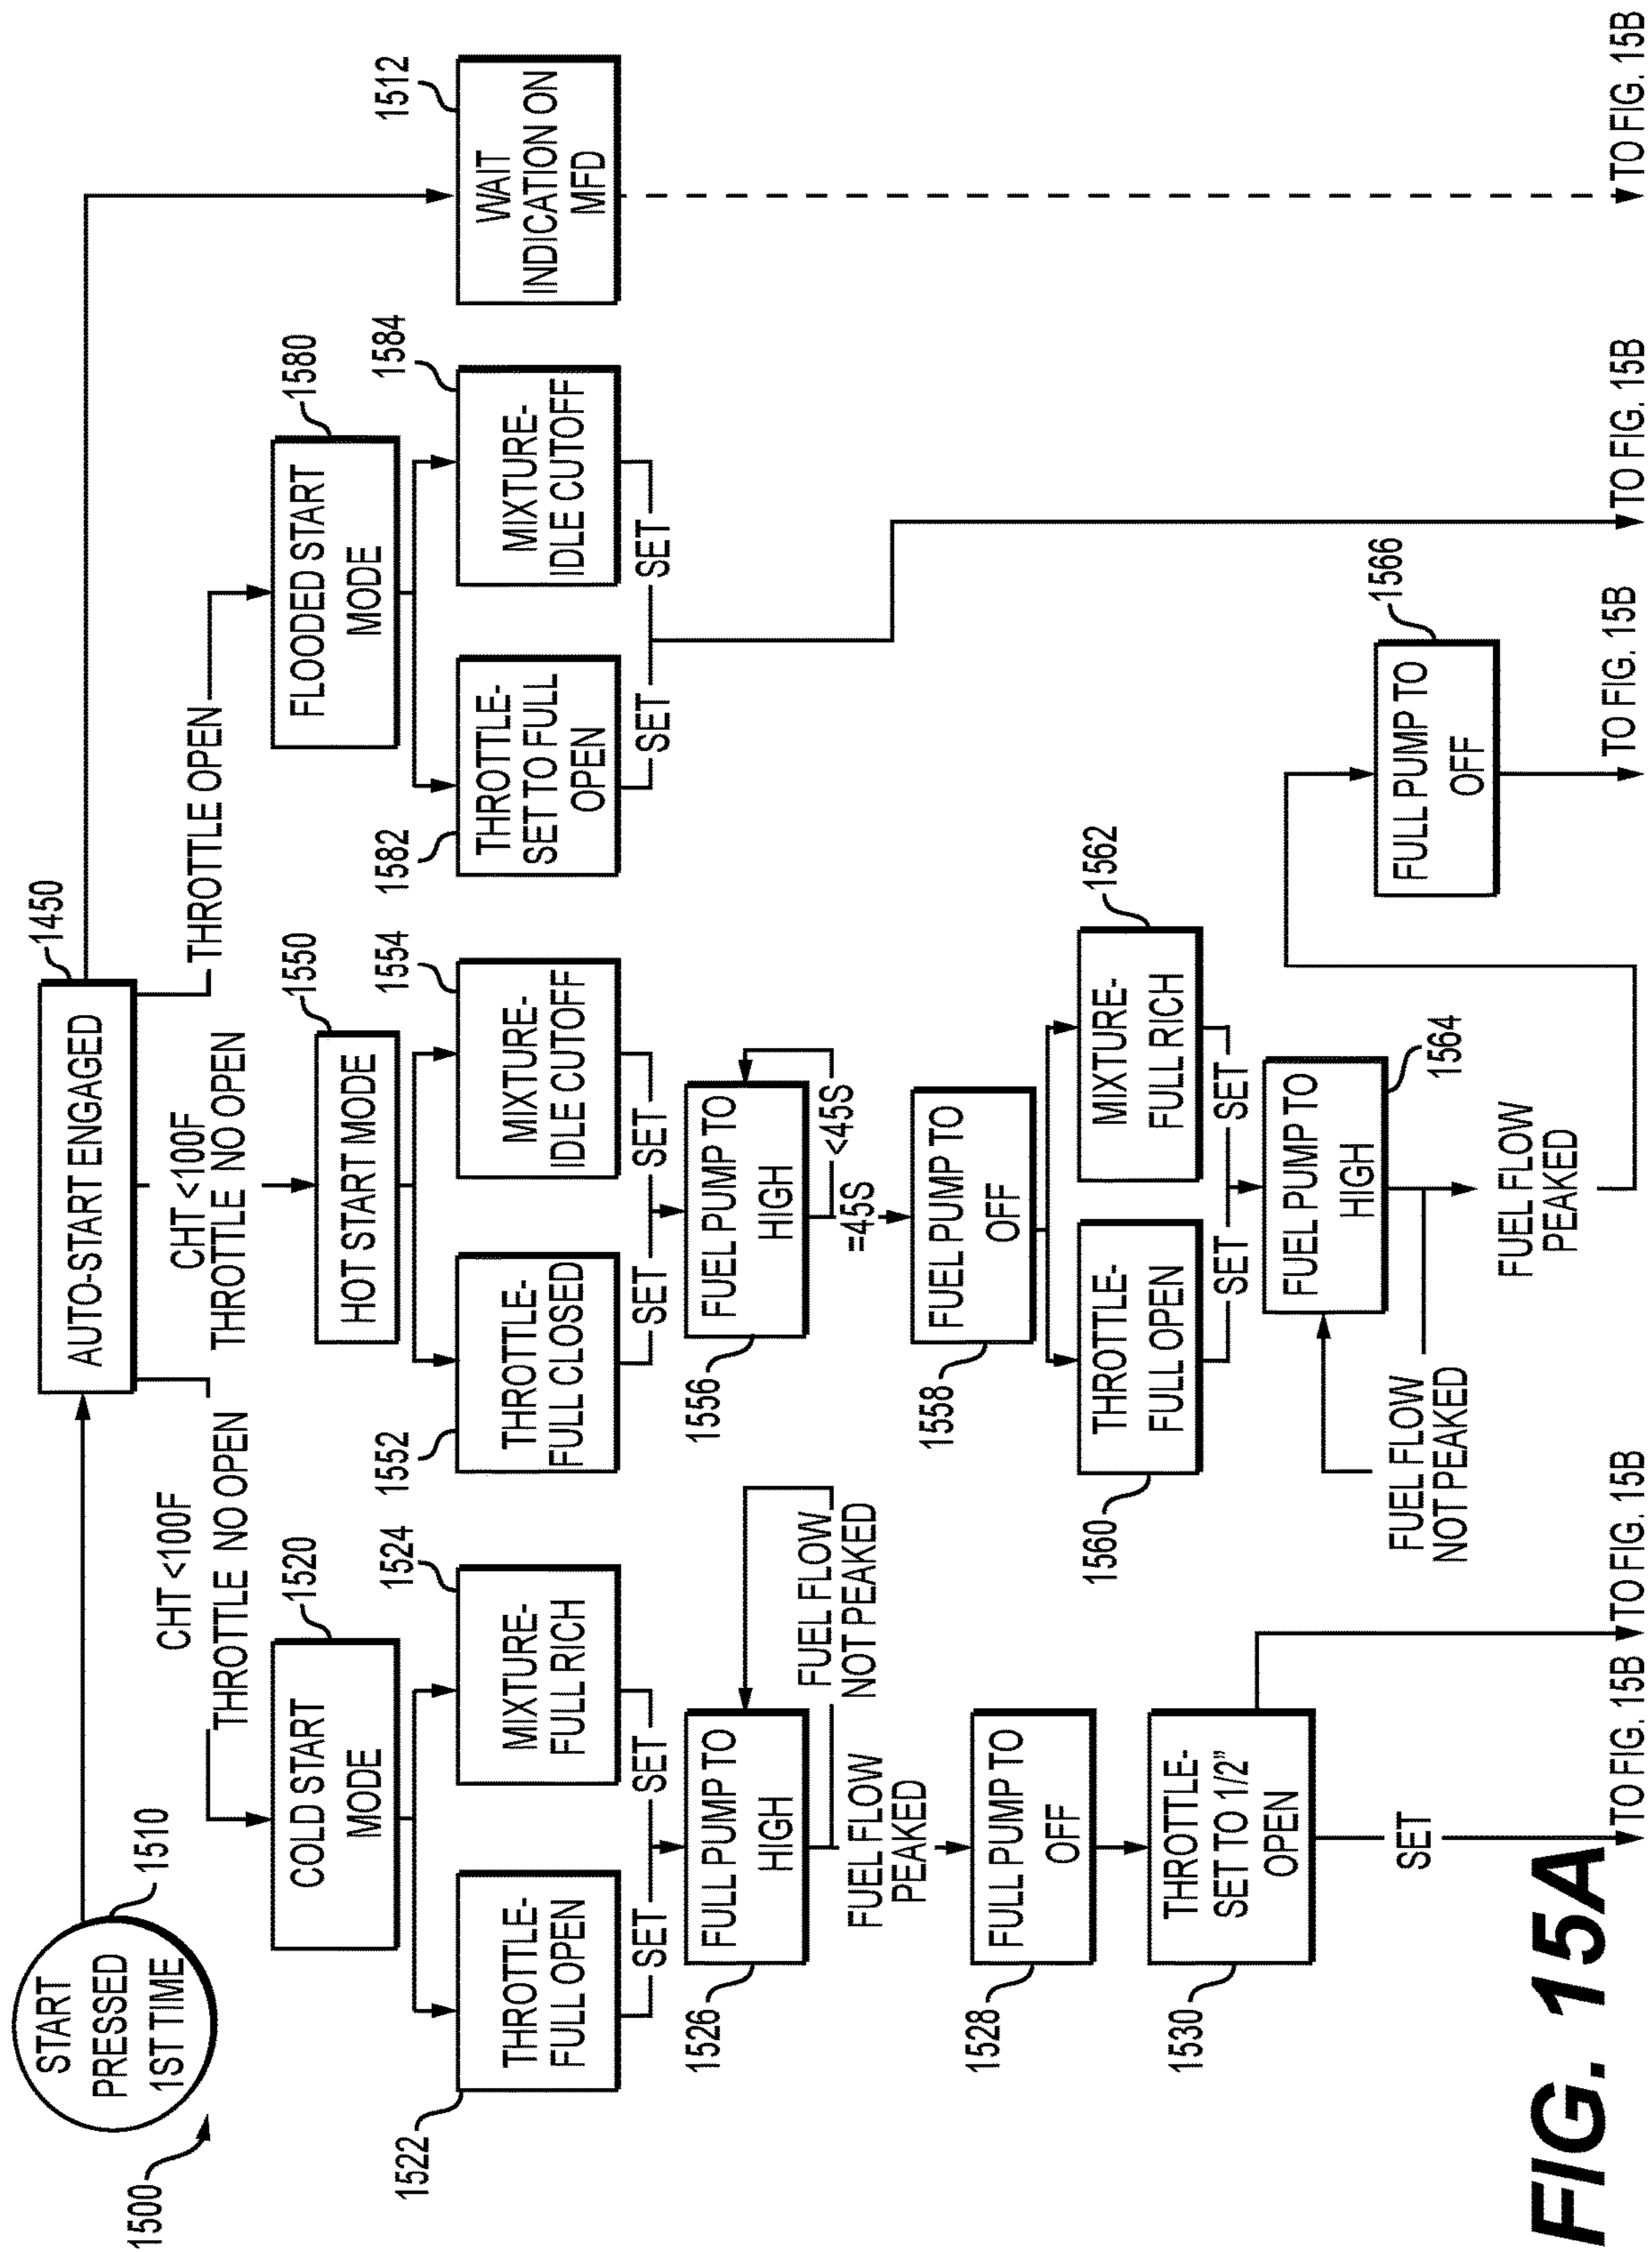 START
PRESSED
1ST TIME
1510
1500
AUTO-START ENGAGED
1450
CHT <100F
THROTTLE NO OPEN
CHT <100F
THROTTLE NO OPEN
THROTTLE OPEN
COLD START
MODE
1520
HOT START MODE
1550
FLOODED START
MODE
1580
THROTTLE-
FULL OPEN
1522
MIXTURE-
FULL RICH
1524
THROTTLE-
FULL CLOSED
1552
MIXTURE-
IDLE CUTOFF
1554
THROTTLE-
SET TO FULL
OPEN
1582
MIXTURE-
IDLE CUTOFF
1584
WAIT
INDICATION ON
MFD
1512
SET
SET
SET
SET
SET
SET
FULL PUMP TO
HIGH
1526
FUEL FLOW
NOT PEAKED
FUEL FLOW
PEAKED
FUEL PUMP TO
HIGH
1556
<45S
=45S
FULL PUMP TO
OFF
1528
FUEL PUMP TO
OFF
1558
THROTTLE-
SET TO 1/2"
OPEN
1530
THROTTLE-
FULL OPEN
1560
MIXTURE-
FULL RICH
1562
SET
SET
FUEL PUMP TO
HIGH
1564
FUEL FLOW
NOT PEAKED
FUEL FLOW
PEAKED
FULL PUMP TO
OFF
1566
SET
TO FIG. 15B
TO FIG. 15B
TO FIG. 15B
TO FIG. 15B
TO FIG. 15B
FIG. 15A